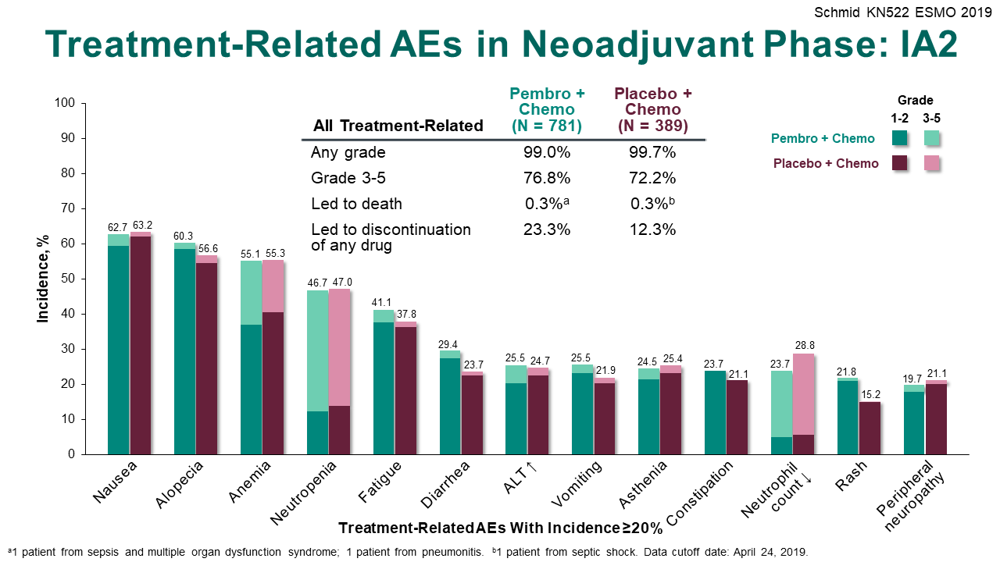 Schmid KN522 ESMO 2019
Treatment-Related AEs in Neoadjuvant Phase: IA2
All Treatment-Related
Pembro +
Chemo
(N = 781)
Placebo +
Chemo
(N = 389)
Any grade 99.0% 99.7%
Grade 3-5 76.8% 72.2%
Led to death 0.3%ᵃ 0.3%ᵇ
Led to discontinuation
of any drug
23.3% 12.3%
Grade
1-2 3-5
Pembro + Chemo
Placebo + Chemo
Incidence, %
100
90
80
70
60
50
40
30
20
10
0
62.7 63.2
60.3 56.6
55.1 55.3
46.7 47.0
41.1 37.8
29.4 23.7
25.5 24.7
25.5 21.9
24.5 25.4
23.7 21.1
23.7 28.8
21.8 15.2
19.7 21.1
Nausea
Alopecia
Anemia
Neutropenia
Fatigue
Diarrhea
ALT ↑
Vomiting
Asthenia
Constipation
Neutrophil
count ↓
Rash
Peripheral
neuropathy
Treatment-Related AEs With Incidence ≥20%
ᵃ1 patient from sepsis and multiple organ dysfunction syndrome; 1 patient from pneumonitis. ᵇ1 patient from septic shock. Data cutoff date: April 24, 2019.